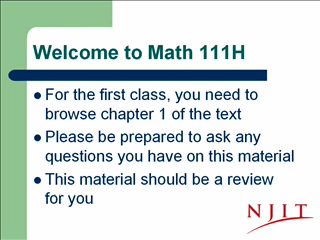 Welcome to Math 111H
For the first class, you need to
browse chapter 1 of the text
Please be prepared to ask any
questions you have on this material
This material should be a review
for you
NJIT